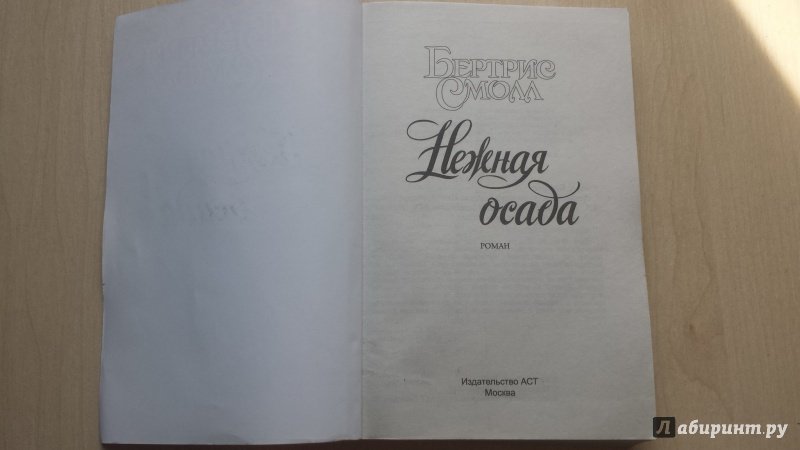 Бертрис
Смолл
Нежная
осада
РОМАН
Издательство АСТ
Москва
Лабиринт.ру